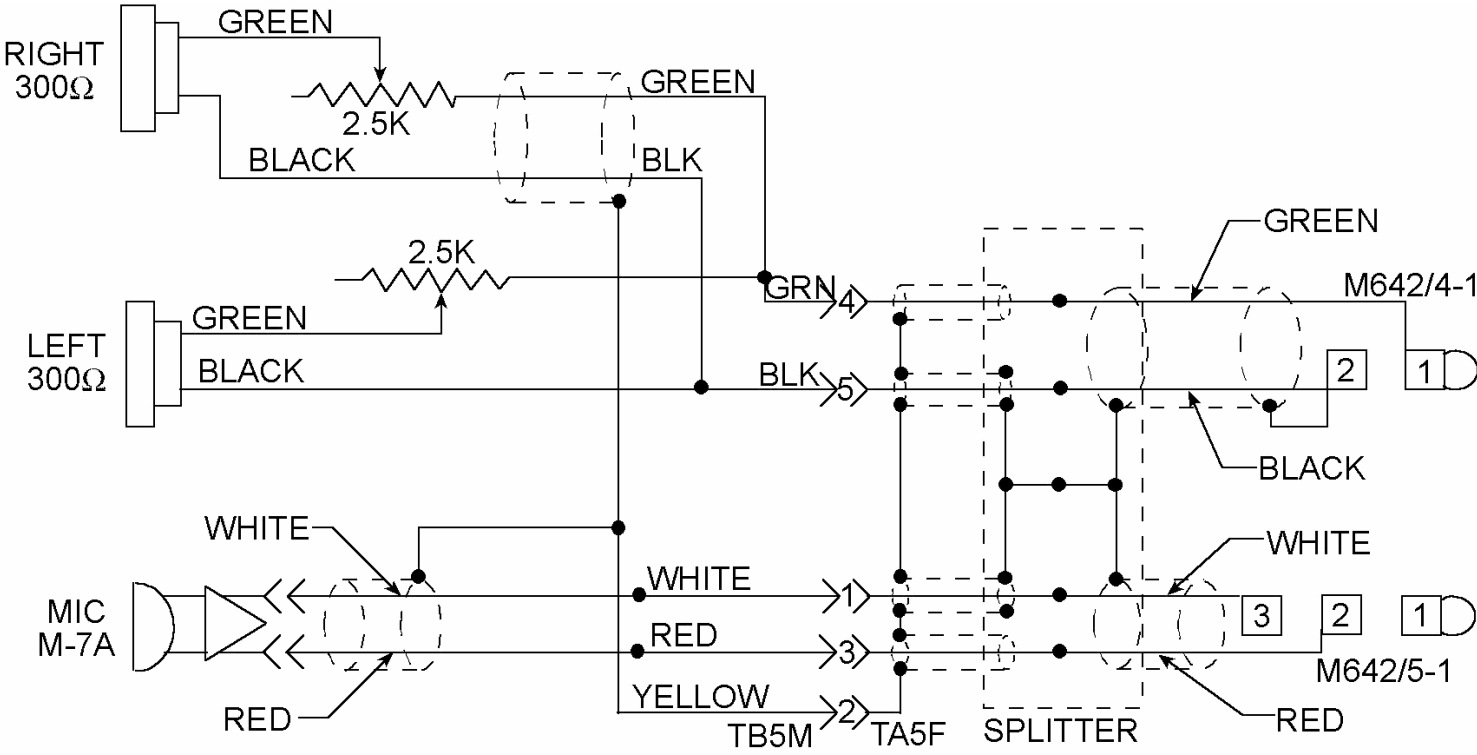 GREEN
RIGHT
300Ω
2.5K
GREEN
BLACK
BLK
2.5K
GREEN
GRN
4
M642/4-1
GREEN
LEFT
300Ω
BLACK
BLK
5
2
1
BLACK
WHITE
WHITE
MIC
M-7A
WHITE
1
3
2
1
RED
3
M642/5-1
RED
YELLOW
2
TB5M
TA5F
SPLITTER
RED